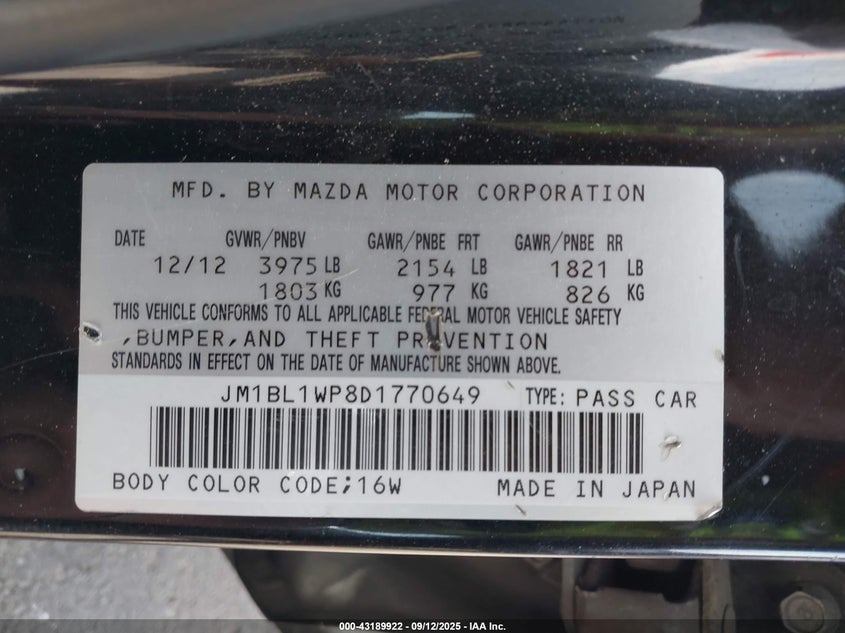 MFD. BY MAZDA MOTOR CORPORATION
DATE GVWR/PNBV GAWR/PNBE FRT GAWR/PNBE RR
12/12 3975 LB 2154 LB 1821 LB
1803 KG 977 KG 826 KG
THIS VEHICLE CONFORMS TO ALL APPLICABLE FEDERAL MOTOR VEHICLE SAFETY
,BUMPER,AND THEFT PREVENTION
STANDARDS IN EFFECT ON THE DATE OF MANUFACTURE SHOWN ABOVE.
JM1BL1WP8D1770649 TYPE: PASS CAR
BODY COLOR CODE;16W MADE IN JAPAN
000-43189922 - 09/12/2025 - IAA Inc.